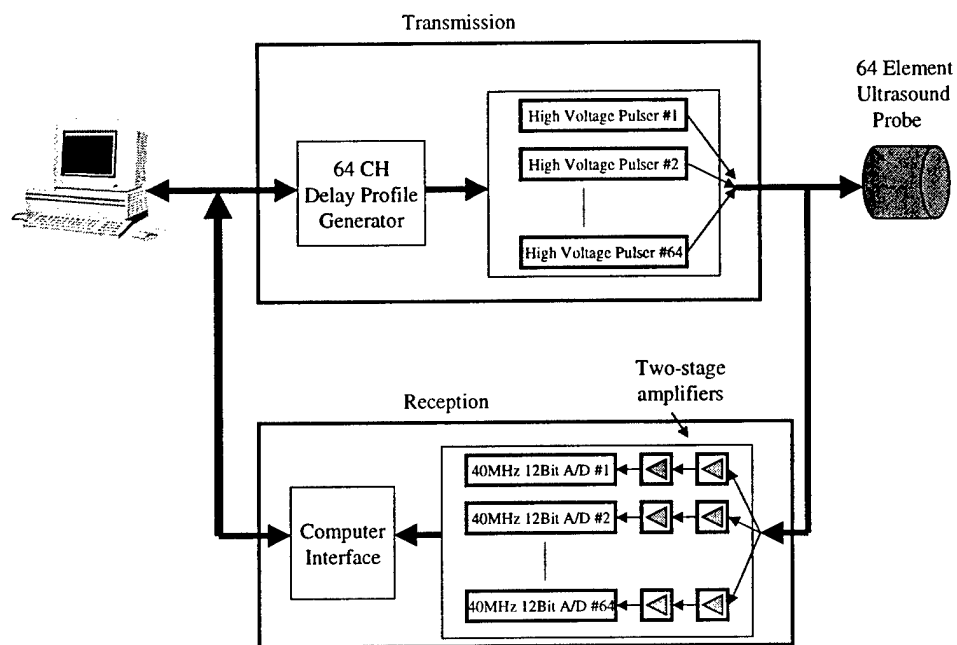 Transmission
64 Element
Ultrasound
Probe
64 CH
Delay Profile
Generator
High Voltage Pulser #1
High Voltage Pulser #2
High Voltage Pulser #64
Two-stage
amplifiers
Reception
Computer
Interface
40MHz 12Bit A/D #1
40MHz 12Bit A/D #2
40MHz 12Bit A/D #64